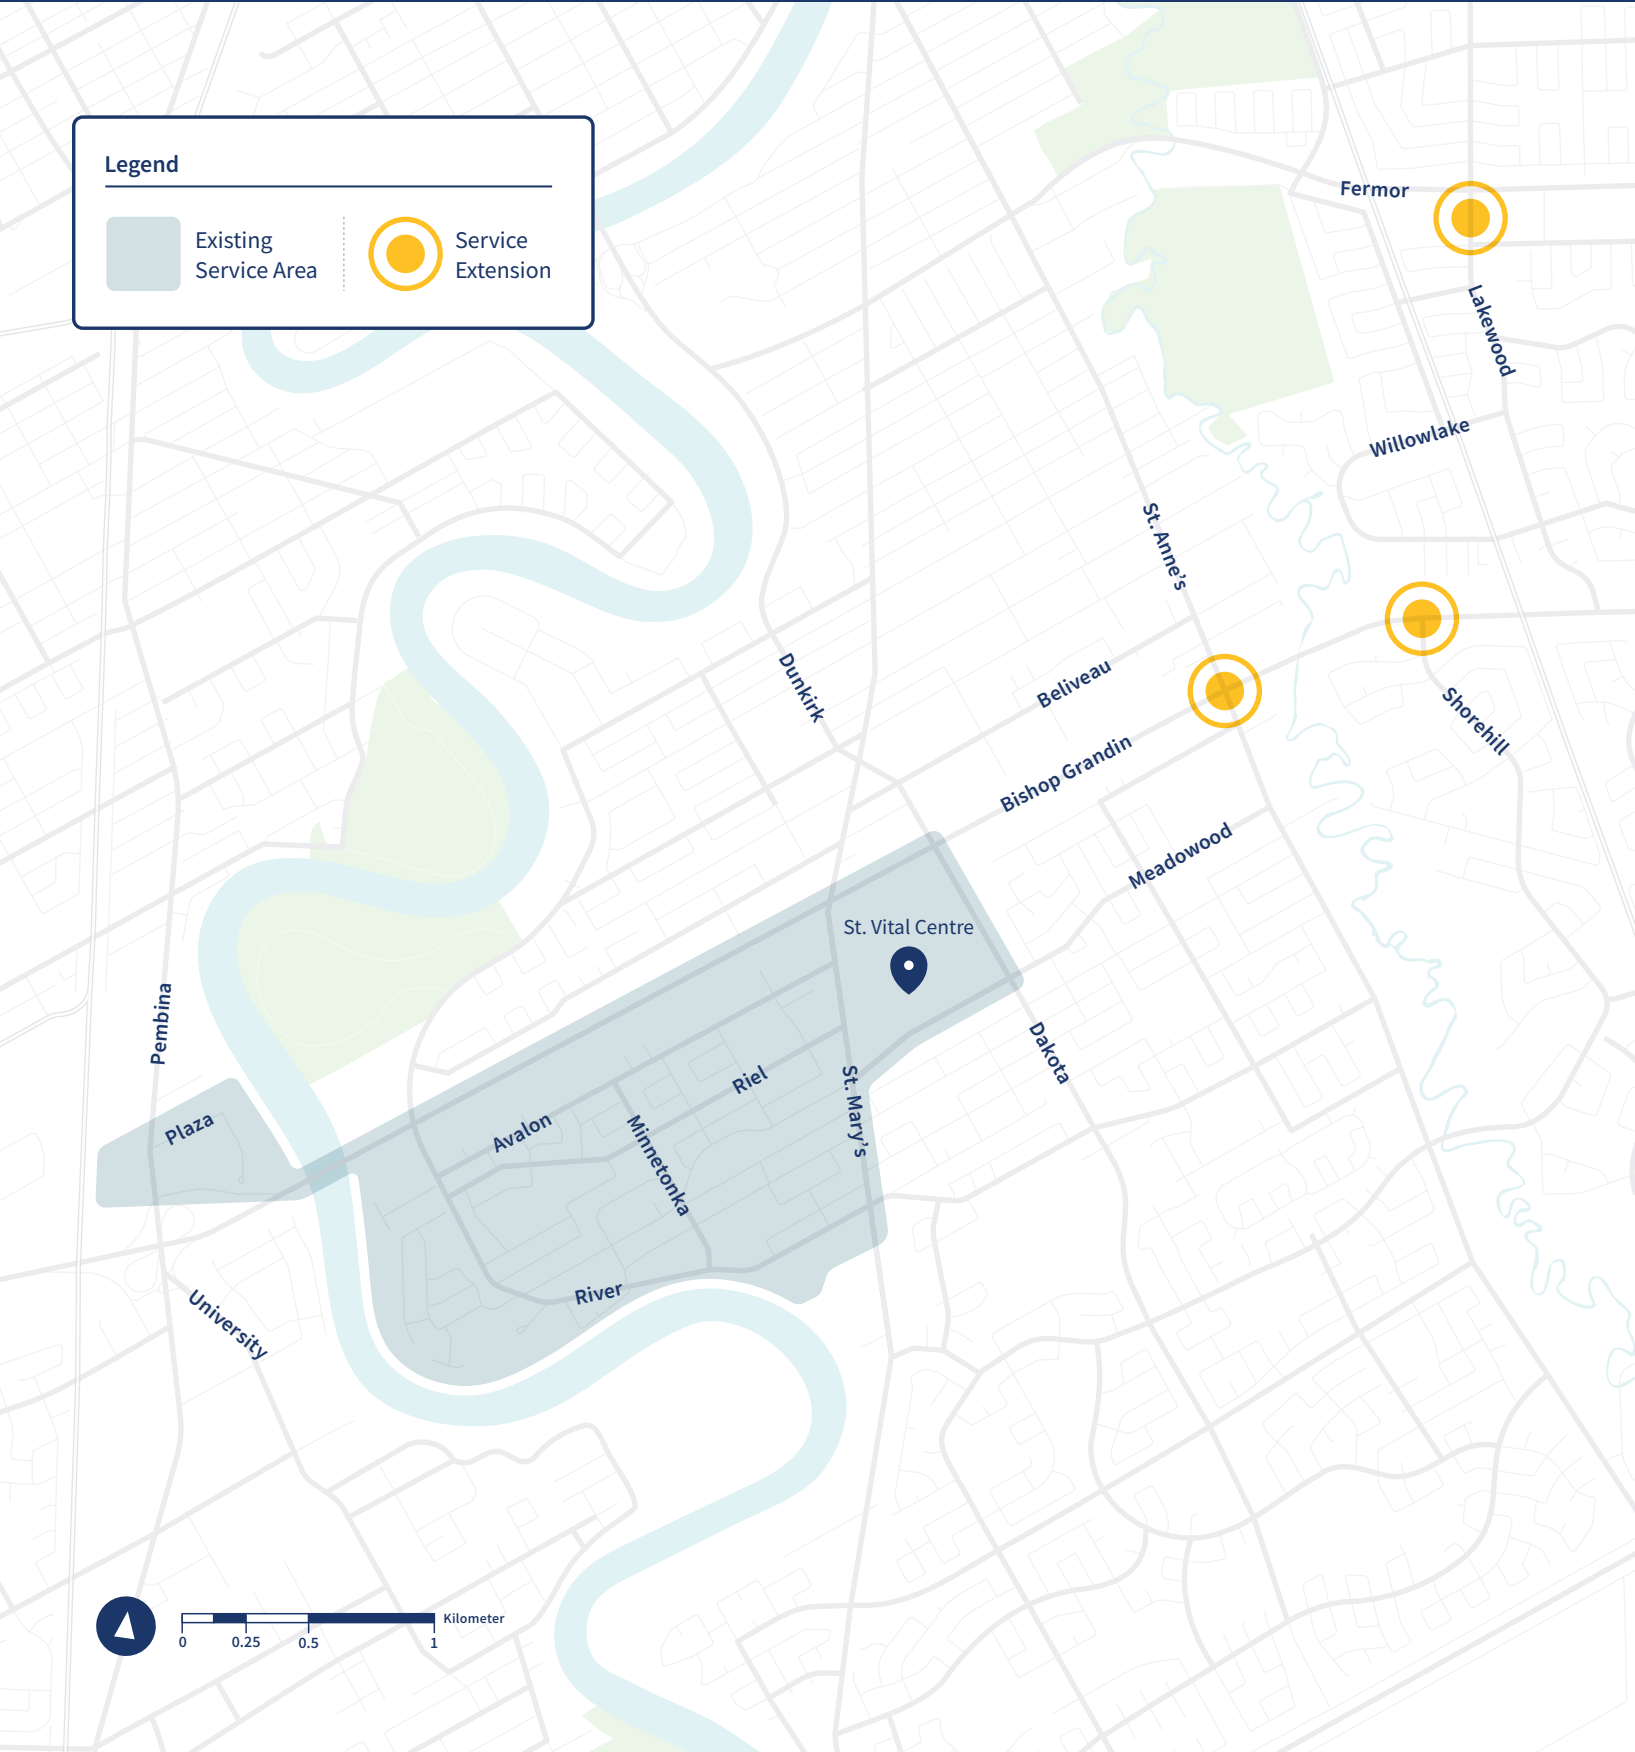 Legend
Existing
Service Area
Service
Extension
Fermor
Lakewood
Willowlake
St. Anne's
Dunkirk
Beliveau
Shorehill
Bishop Grandin
Meadowood
St. Vital Centre
Pembina
Dakota
Riel
St. Mary's
Plaza
Avalon
Minnetonka
River
University
Kilometer
0 0.25 0.5 1